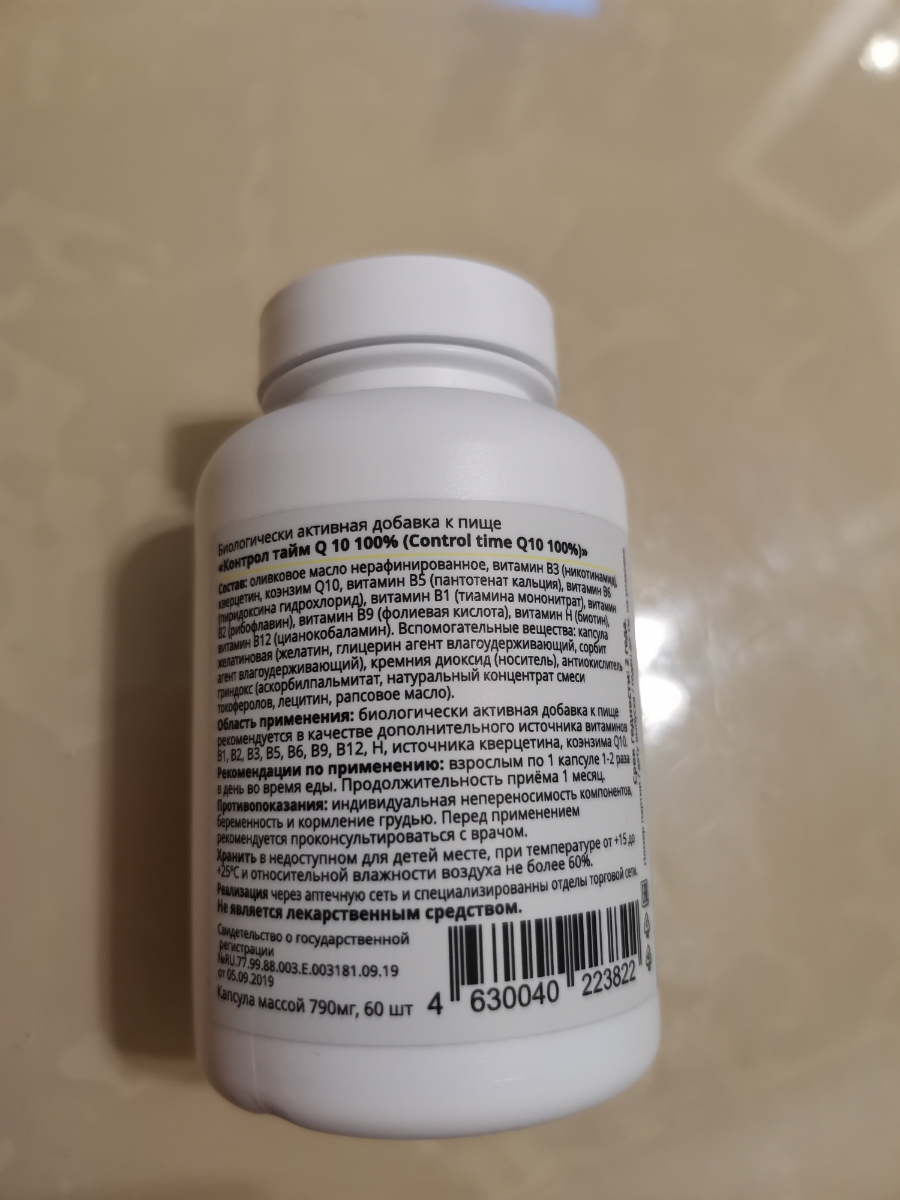 Биологически активная добавка к пище
«Контрол тайм Q 10 100% (Control time Q10 100%)»
Состав: оливковое масло нерафинированное, витамин В3 (никотинамид),
кверцетин, коэнзим Q10, витамин В5 (пантотенат кальция), витамин В6
(пиридоксина гидрохлорид), витамин В1 (тиамина мононитрат), витамин
В2 (рибофлавин), витамин В9 (фолиевая кислота), витамин Н (биотин),
витамин В12 (цианокобаламин). Вспомогательные вещества: капсула
желатиновая (желатин, глицерин агент влагоудерживающий, сорбит
агент влагоудерживающий), кремния диоксид (носитель), антиокислитель
гриндокс (аскорбилпальмитат, натуральный концентрат смеси
токоферолов, лецитин, рапсовое масло).
Область применения: биологически активная добавка к пище
рекомендуется в качестве дополнительного источника витаминов
В1, В2, В3, В5, В6, В9, В12, Н, источника кверцетина, коэнзима Q10.
Рекомендации по применению: взрослым по 1 капсуле 1-2 раза
в день во время еды. Продолжительность приёма 1 месяц.
Противопоказания: индивидуальная непереносимость компонентов,
беременность и кормление грудью. Перед применением
рекомендуется проконсультироваться с врачом.
Хранить в недоступном для детей месте, при температуре от +15 до
+25°С и относительной влажности воздуха не более 60%.
Реализация через аптечную сеть и специализированны отделы торговой сети.
Не является лекарственным средством.
Свидетельство о государственной
регистрации
№RU.77.99.88.003.Е.003181.09.19
от 05.09.2019
Капсула массой 790мг, 60 шт
4 630040 223822
Срок годности: 2 года.